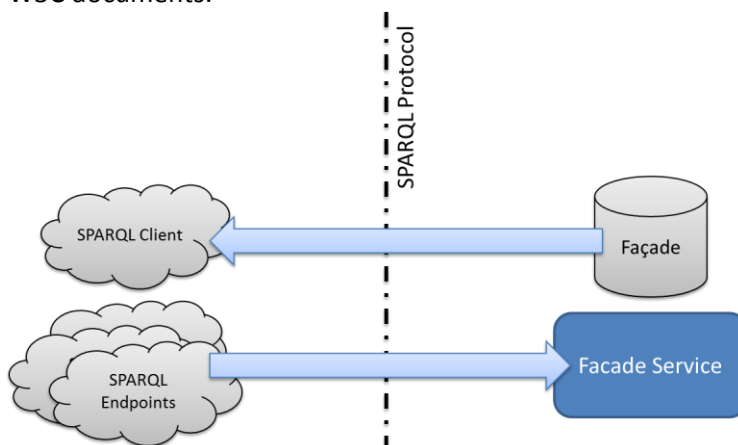 W3C documents.
SPARQL Protocol
SPARQL Client
Façade
SPARQL
Endpoints
Facade Service